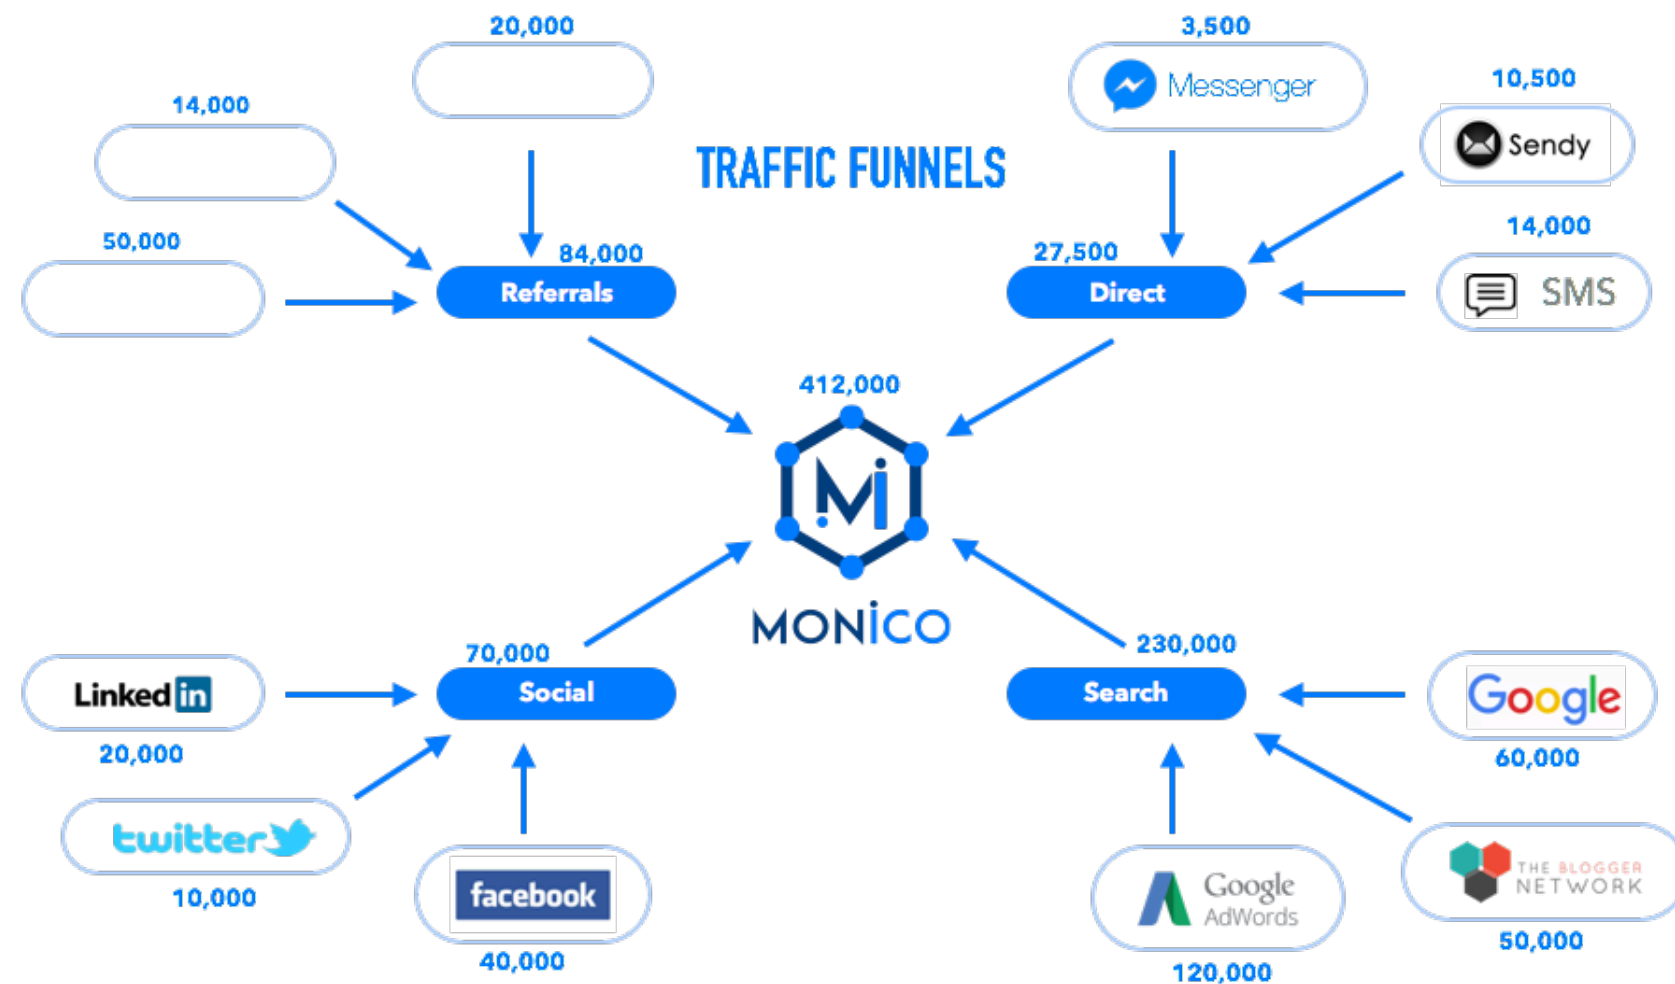 20,000
14,000
50,000
84,000
Referrals
TRAFFIC FUNNELS
3,500
Messenger
10,500
Sendy
14,000
SMS
27,500
Direct
412,000
Mi
MONiCO
70,000
Social
Linked in
20,000
twitter
10,000
facebook
40,000
230,000
Search
Google
60,000
THE BLOGGER
NETWORK
50,000
Google
AdWords
120,000